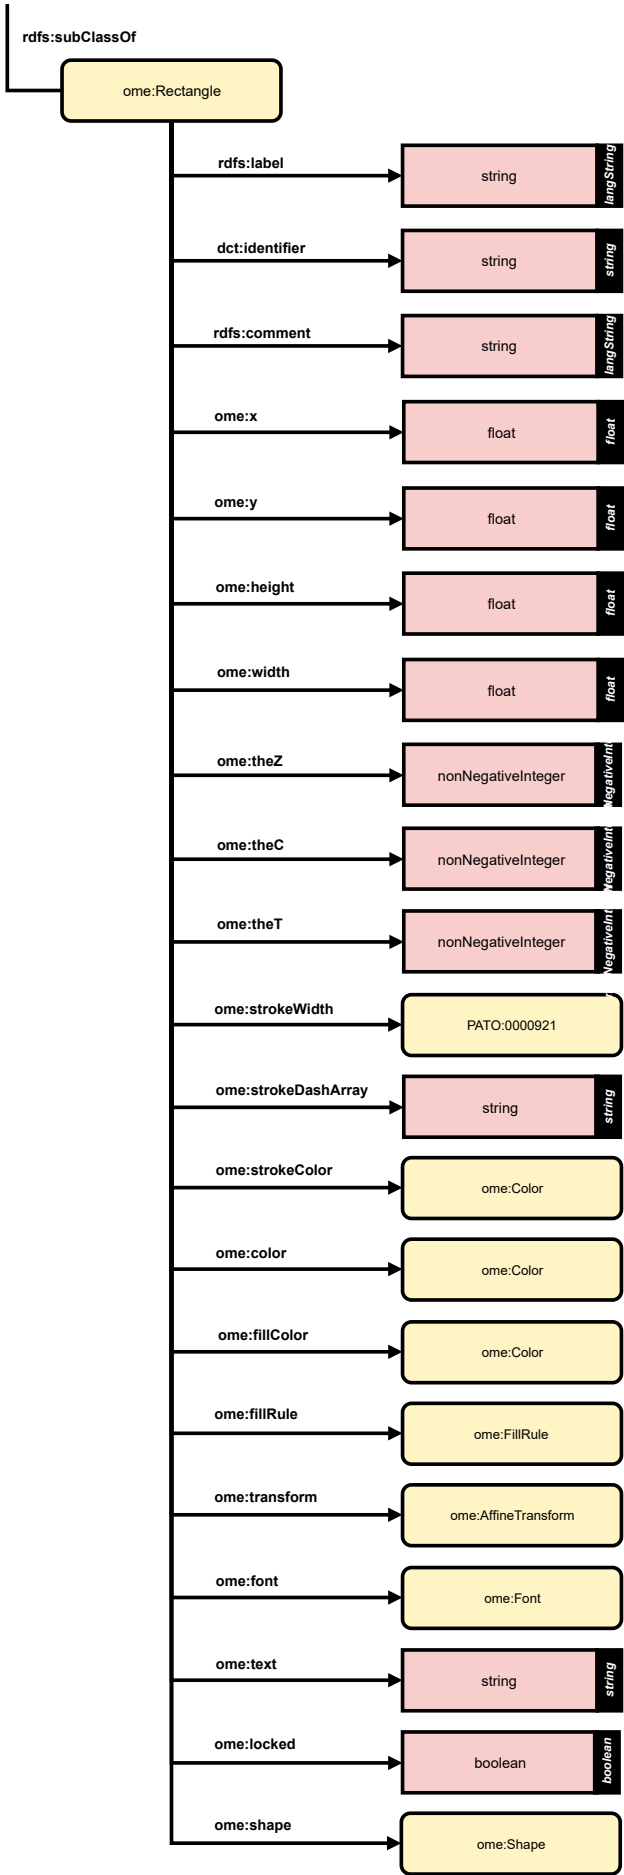 rdfs:subClassOf
ome:Rectangle
rdfs:label
string
langString
dct:identifier
string
string
rdfs:comment
string
langString
ome:x
float
float
ome:y
float
float
ome:height
float
float
ome:width
float
float
ome:theZ
nonNegativeInteger
NegativeInt
ome:theC
nonNegativeInteger
NegativeInt
ome:theT
nonNegativeInteger
NegativeInt
ome:strokeWidth
PATO:0000921
ome:strokeDashArray
string
string
ome:strokeColor
ome:Color
ome:color
ome:Color
ome:fillColor
ome:Color
ome:fillRule
ome:FillRule
ome:transform
ome:AffineTransform
ome:font
ome:Font
ome:text
string
string
ome:locked
boolean
boolean
ome:shape
ome:Shape